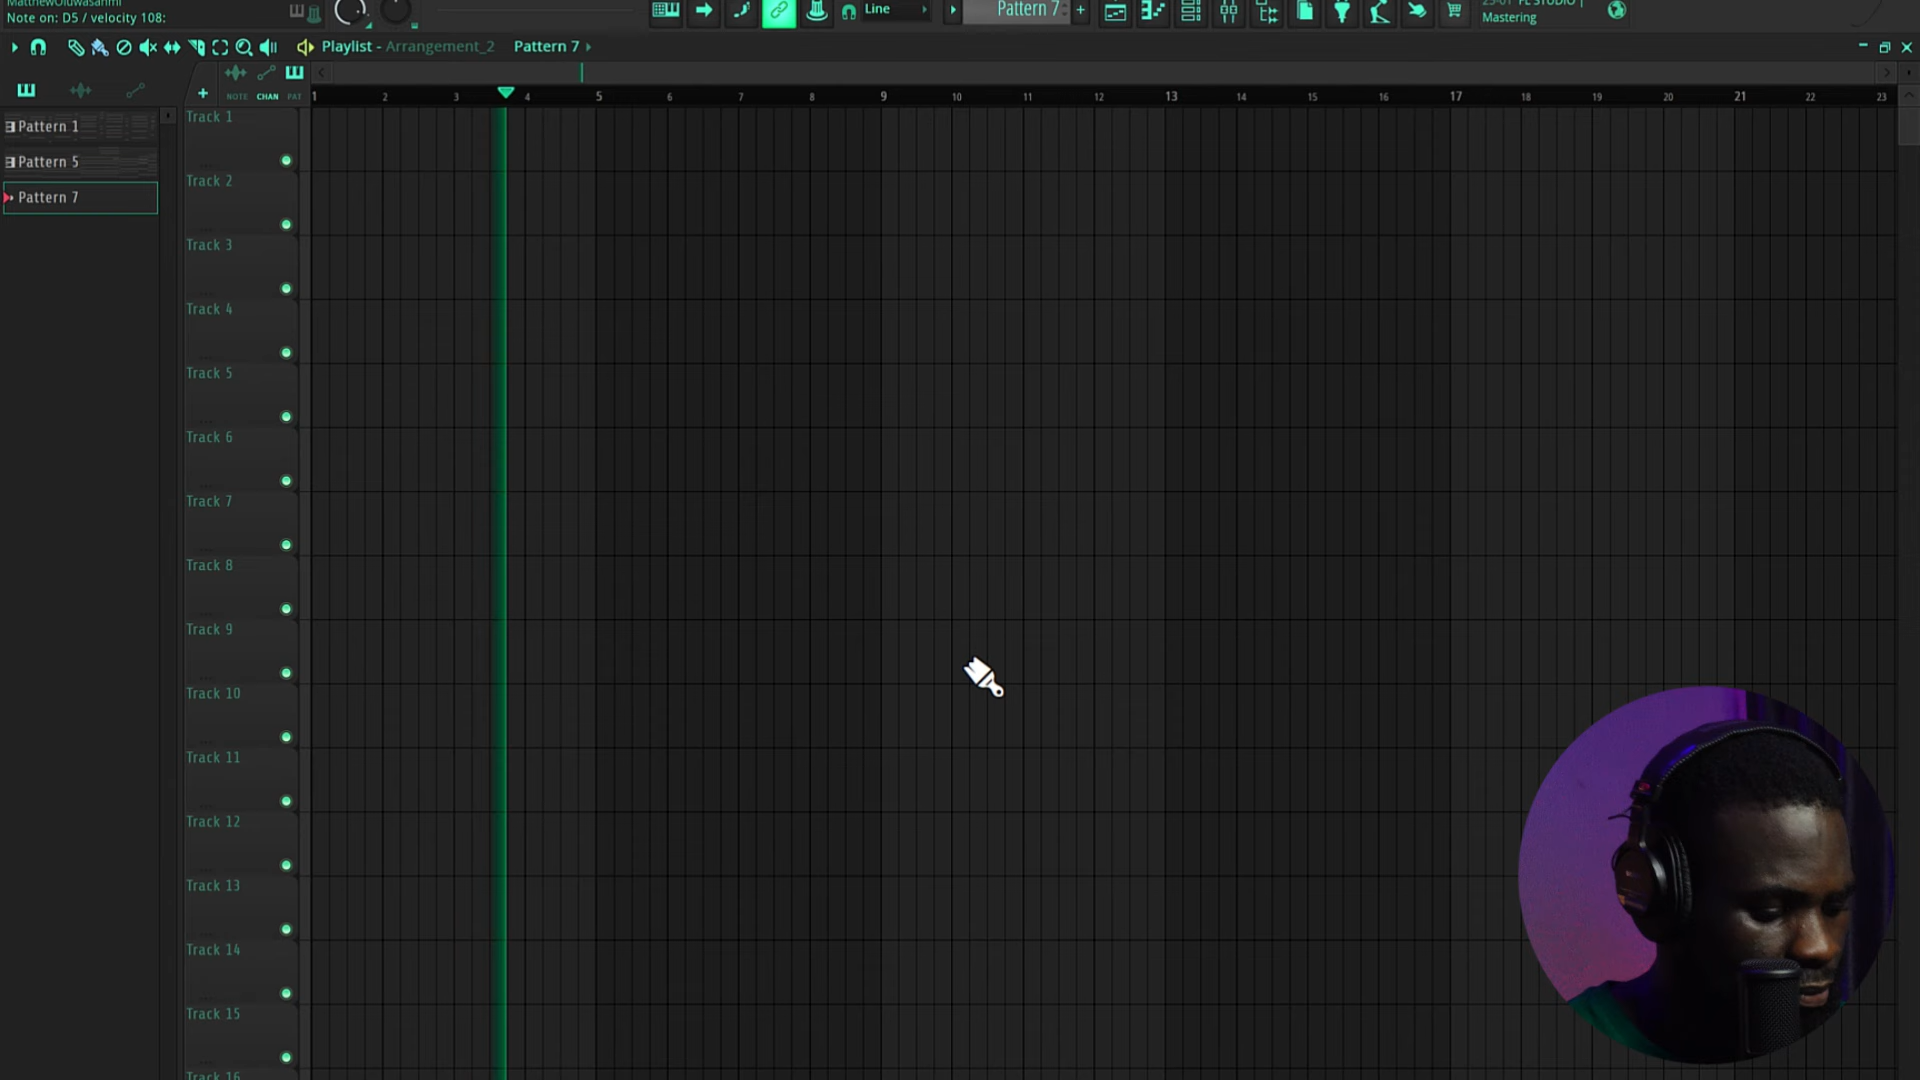 MatthewOluwasanmi
Note on: D5 / velocity 108:
Line
Pattern 7
Mastering
Playlist - Arrangement_2 Pattern 7
NOTE CHAN PAT
1 2 3 4 5 6 7 8 9 10 11 12 13 14 15 16 17 18 19 20 21 22 23
Pattern 1
Pattern 5
Pattern 7
Track 1
Track 2
Track 3
Track 4
Track 5
Track 6
Track 7
Track 8
Track 9
Track 10
Track 11
Track 12
Track 13
Track 14
Track 15
Track 16